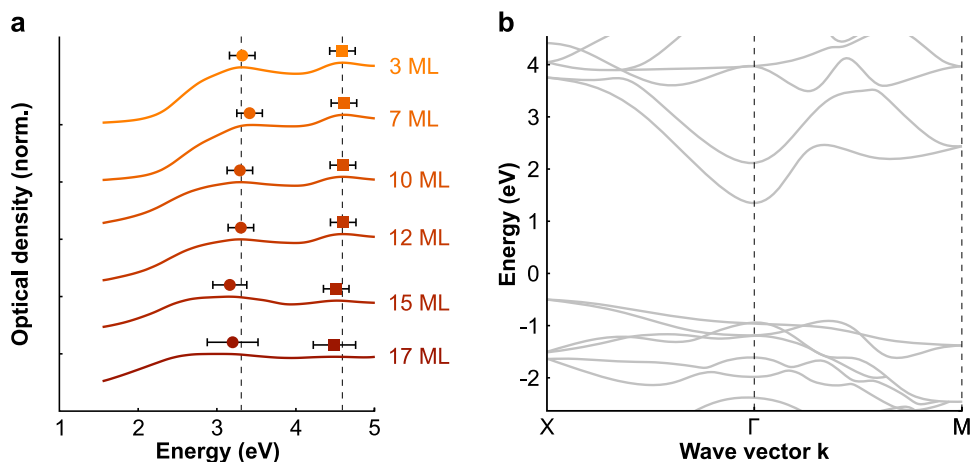 a
Optical density (norm.)
3 ML
7 ML
10 ML
12 ML
15 ML
17 ML
1 2 3 4 5
Energy (eV)
b
Energy (eV)
4
3
2
1
0
-1
-2
X Γ M
Wave vector k